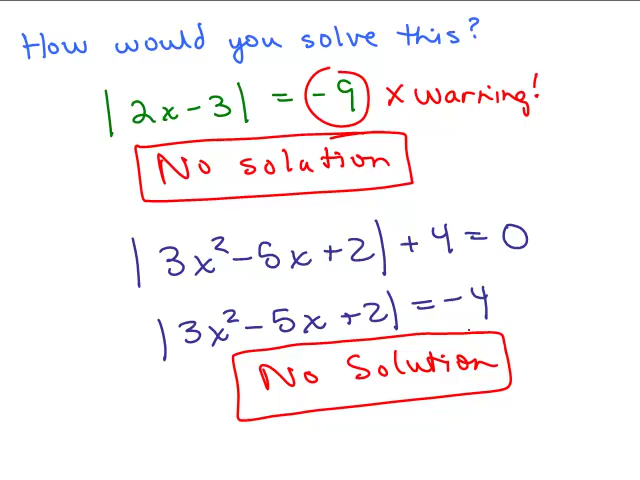 How would you solve this?
|2x-3| = -9 x warning!
No solution
|3x²-5x+2|+4=0
|3x²-5x+2|=-4
No Solution